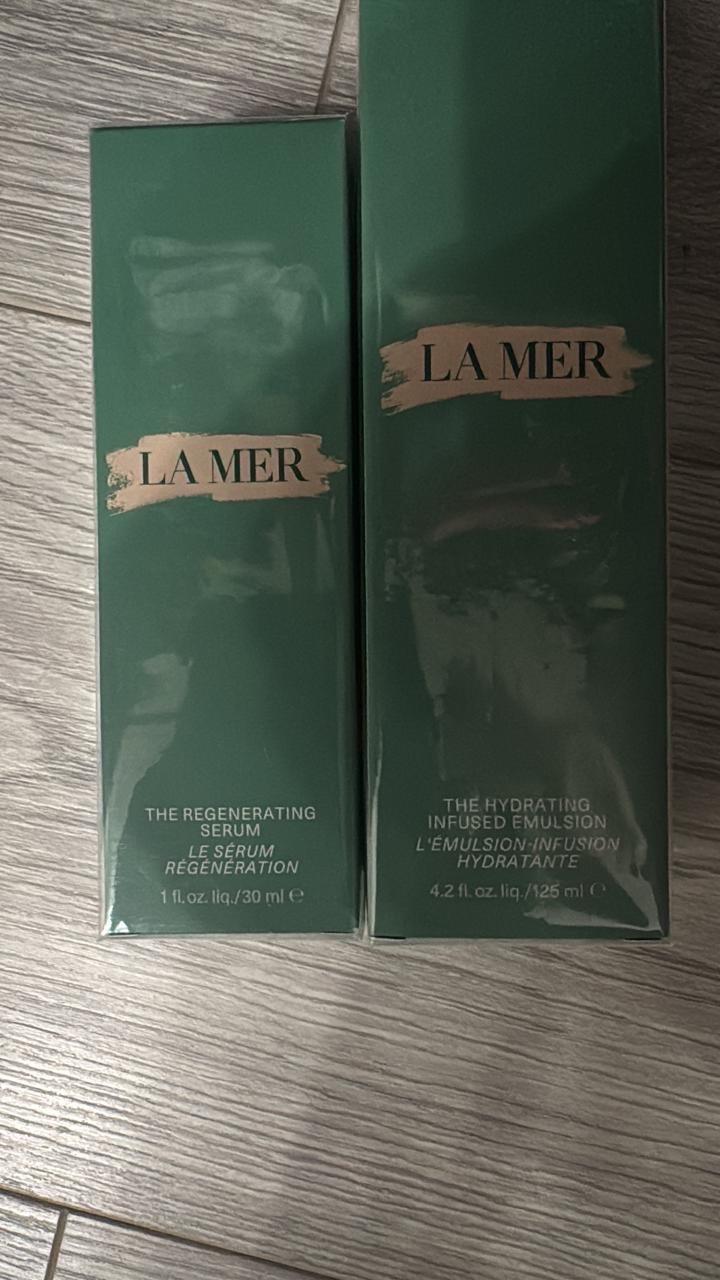 LA MER
THE REGENERATING
SERUM
LE SÉRUM
RÉGÉNÉRATION
1 fl. oz. liq./30 ml ℮
LA MER
THE HYDRATING
INFUSED EMULSION
L'ÉMULSION-INFUSION
HYDRATANTE
4.2 fl. oz. liq./125 ml ℮